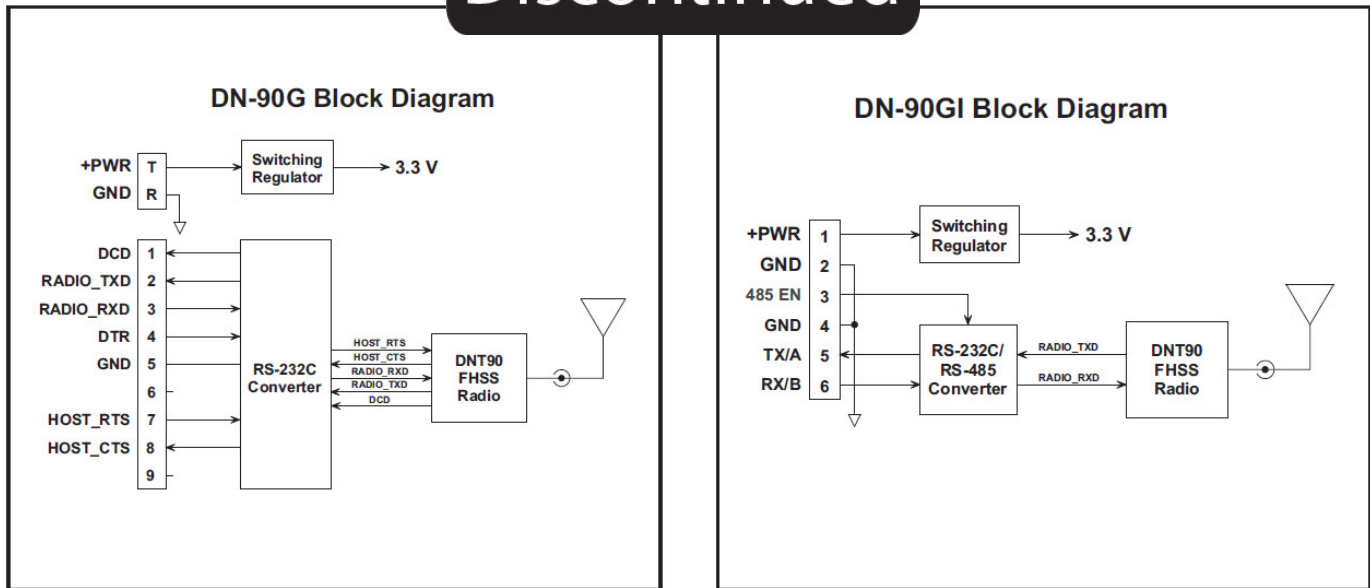 Discontinued
DN-90G Block Diagram
+PWR T
GND R
Switching
Regulator
3.3 V
DCD 1
RADIO_TXD 2
RADIO_RXD 3
DTR 4
GND 5
6
HOST_RTS 7
HOST_CTS 8
9
RS-232C
Converter
HOST_RTS
HOST_CTS
RADIO_RXD
RADIO_TXD
DCD
DNT90
FHSS
Radio
DN-90GI Block Diagram
+PWR 1
GND 2
485 EN 3
GND 4
TX/A 5
RX/B 6
Switching
Regulator
3.3 V
RS-232C/
RS-485
Converter
RADIO_TXD
RADIO_RXD
DNT90
FHSS
Radio